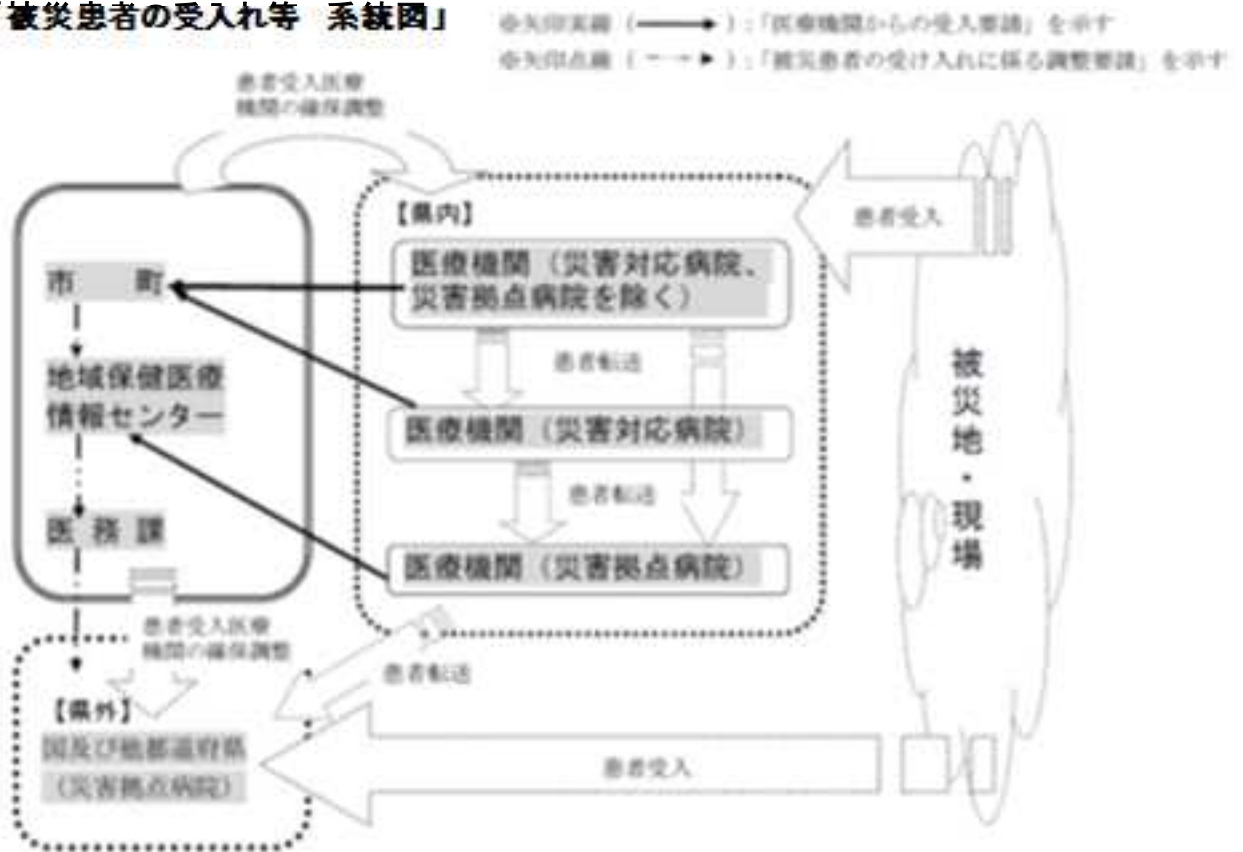 「被災患者の受入れ等 系統図」
※矢印実線（→）:「医療機関からの受入要請」を示す
※矢印点線（--→）:「被災患者の受け入れに係る調整要請」を示す
患者受入医療
機関の確保調整
【県内】
患者受入
医療機関（災害対応病院、
災害拠点病院を除く）
市 町
患者転送
地域保健医療
情報センター
医療機関（災害対応病院）
患者転送
被災地・現場
医務課
医療機関（災害拠点病院）
患者受入医療
機関の確保調整
患者転送
【県外】
国及び他都道府県
（災害拠点病院）
患者受入